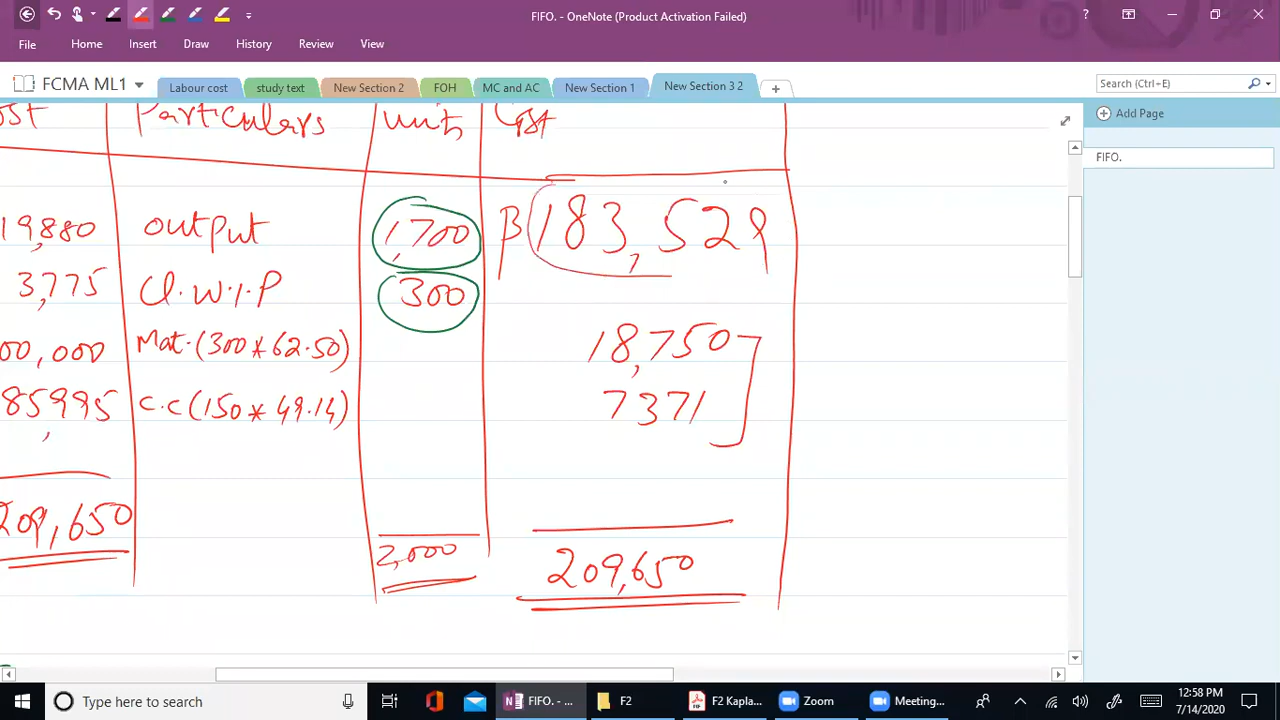 FIFO. - OneNote (Product Activation Failed)
File Home Insert Draw History Review View
FCMA ML1 Labour cost study text New Section 2 FOH MC and AC New Section 1 New Section 3 2
Search (Ctrl+E)
Add Page
FIFO.
ost Particulars Units Cost
19,880 output 1,700 β 183,529
3,775 Cl.W.I.P 300
00,000 Mat.(300*62.50) 18,750
85,995 C.C(150*49.14) 7371
209,650 2,000 209,650
Type here to search
FIFO. - ... F2 F2 Kapla... Zoom Meeting...
12:58 PM
7/14/2020